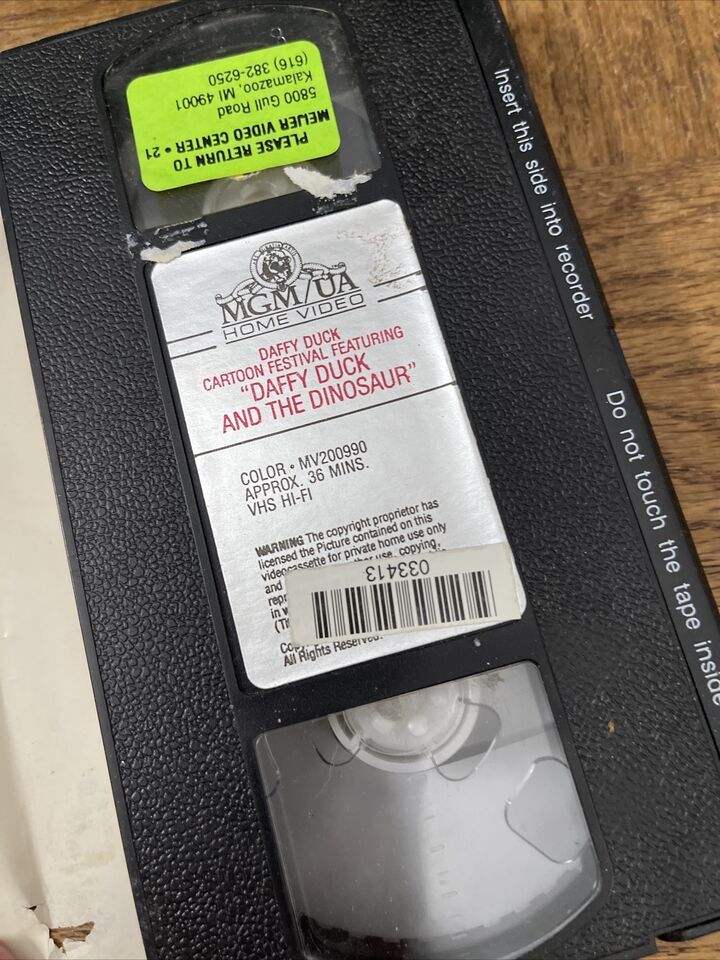 PLEASE RETURN TO
MEIJER VIDEO CENTER • 21
5800 Gull Road
Kalamazoo, MI 49001
(616) 382-6250
MGM/UA
HOME VIDEO
DAFFY DUCK
CARTOON FESTIVAL FEATURING
"DAFFY DUCK
AND THE DINOSAUR"
COLOR • MV200990
APPROX. 36 MINS.
VHS HI-FI
WARNING The copyright proprietor has
licensed the Picture contained on this
videocassette for private home use only
and use, copying,
033413
All Rights Reserved.
Insert this side into recorder
Do not touch the tape inside